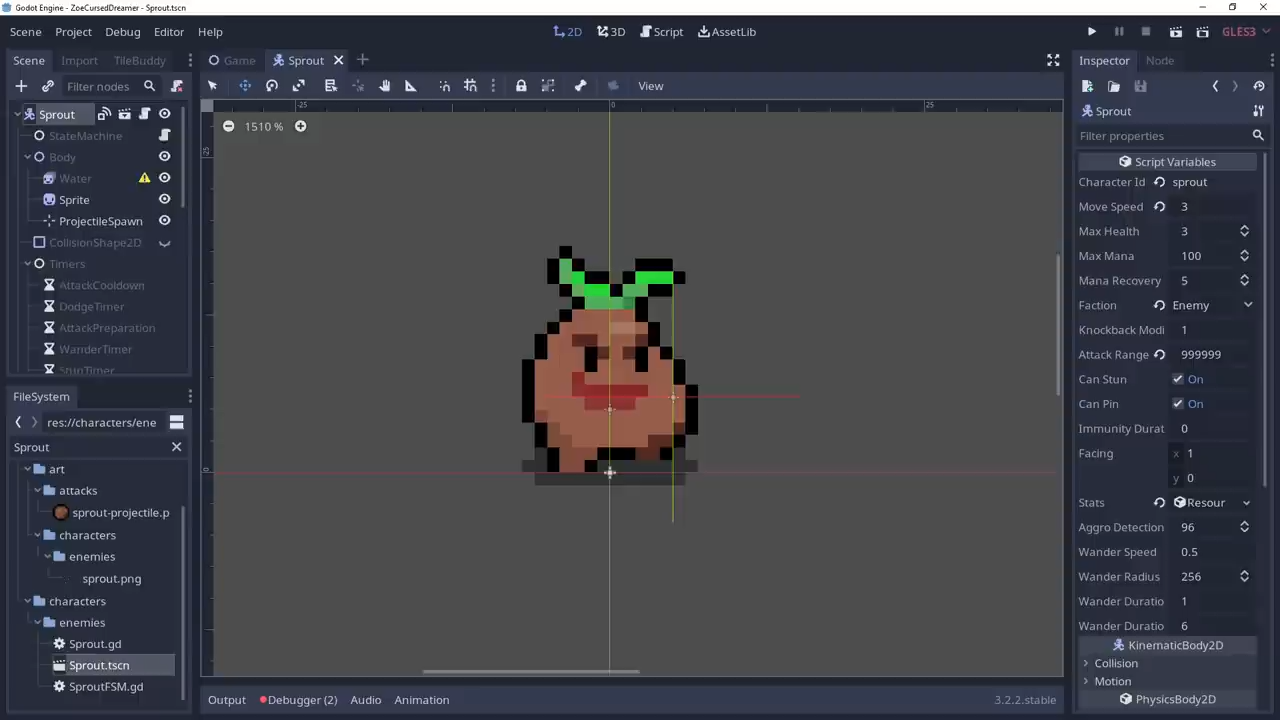 Godot Engine - ZoeCursedDreamer - Sprout.tscn
Scene Project Debug Editor Help
2D 3D Script AssetLib
GLES3
Scene Import TileBuddy
Filter nodes
Sprout
StateMachine
Body
Water
Sprite
ProjectileSpawn
CollisionShape2D
Timers
AttackCooldown
DodgeTimer
AttackPreparation
WanderTimer
StunTimer
FileSystem
res://characters/ene
Sprout
art
attacks
sprout-projectile.p
characters
enemies
sprout.png
characters
enemies
Sprout.gd
Sprout.tscn
SproutFSM.gd
Game Sprout
View
-25 0 25
1510 %
-25
0
Output Debugger (2) Audio Animation 3.2.2.stable
Inspector Node
Sprout
Filter properties
Script Variables
Character Id sprout
Move Speed 3
Max Health 3
Max Mana 100
Mana Recovery 5
Faction Enemy
Knockback Modi 1
Attack Range 999999
Can Stun On
Can Pin On
Immunity Durat 0
Facing x 1
y 0
Stats Resour
Aggro Detection 96
Wander Speed 0.5
Wander Radius 256
Wander Duratio 1
Wander Duratio 6
KinematicBody2D
Collision
Motion
PhysicsBody2D